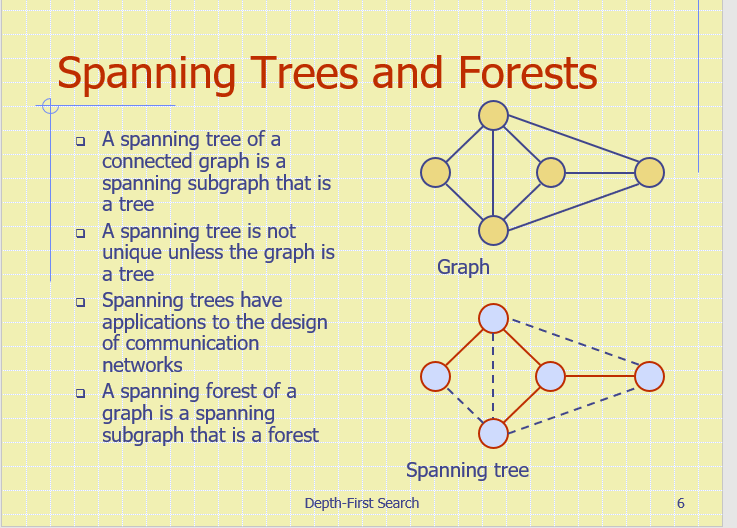 Spanning Trees and Forests
A spanning tree of a
connected graph is a
spanning subgraph that is
a tree
A spanning tree is not
unique unless the graph is
a tree
Spanning trees have
applications to the design
of communication
networks
A spanning forest of a
graph is a spanning
subgraph that is a forest
Graph
Spanning tree
Depth-First Search
6